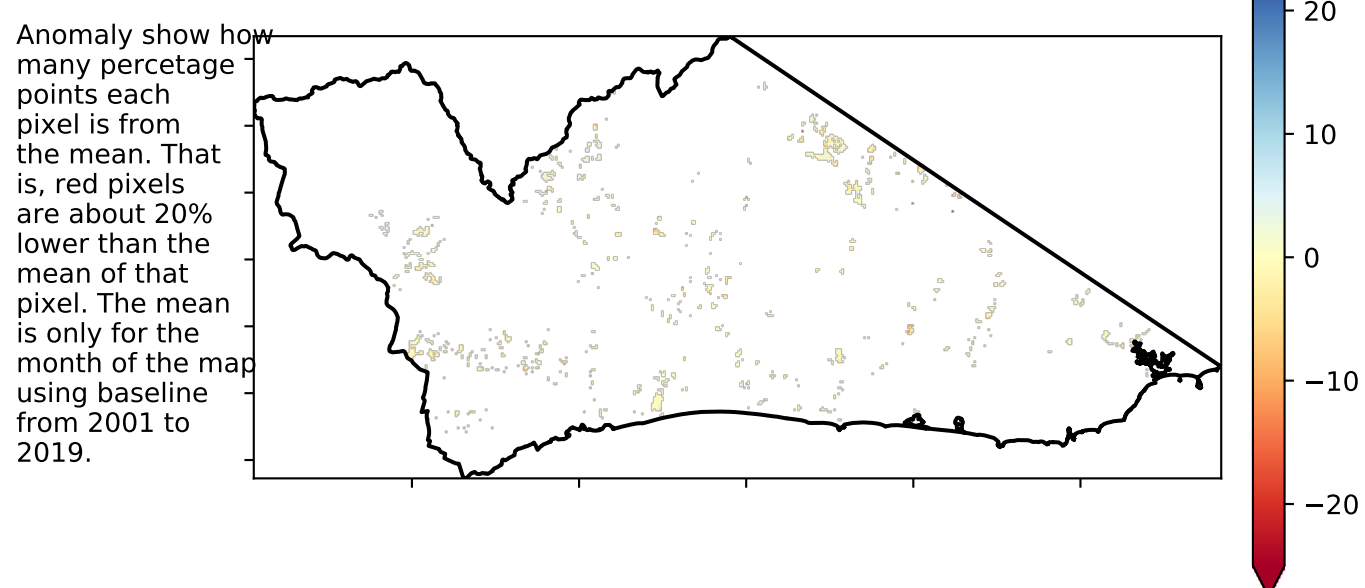 Anomaly show how
many percetage
points each
pixel is from
the mean. That
is, red pixels
are about 20%
lower than the
mean of that
pixel. The mean
is only for the
month of the map
using baseline
from 2001 to
2019.
20
10
0
−10
−20